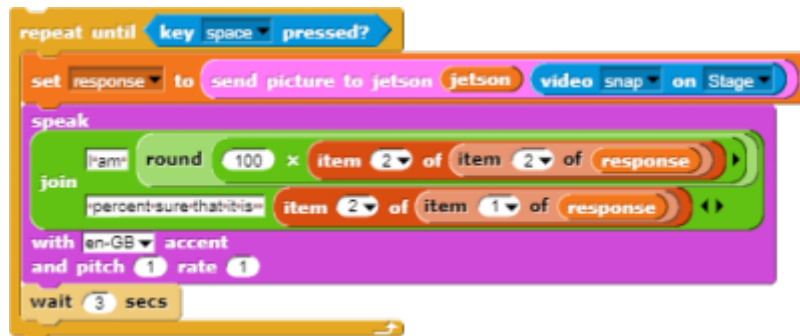 repeat until key space pressed?
set response to send picture to jetson jetson video snap on Stage
speak
join I am round 100 × item 2 of item 2 of response
percent sure that it is item 2 of item 1 of response
with en-GB accent
and pitch 1 rate 1
wait 3 secs